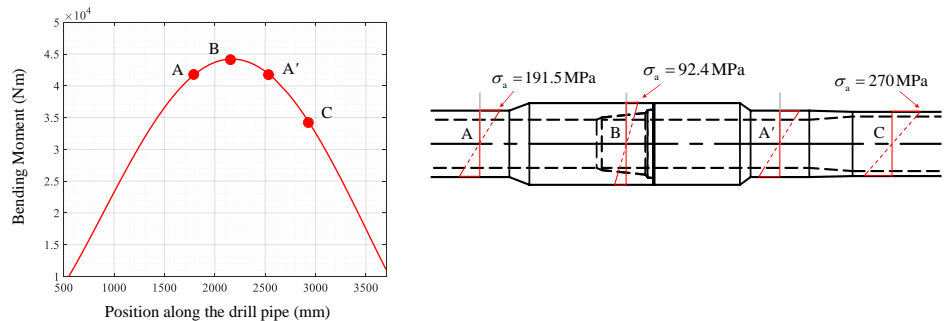 ×10⁴
5
4.5
4
3.5
3
2.5
2
1.5
1
500 1000 1500 2000 2500 3000 3500
Bending Moment (Nm)
Position along the drill pipe (mm)
A
B
A′
C
σₐ = 191.5 MPa
σₐ = 92.4 MPa
σₐ = 270 MPa
A
B
A′
C